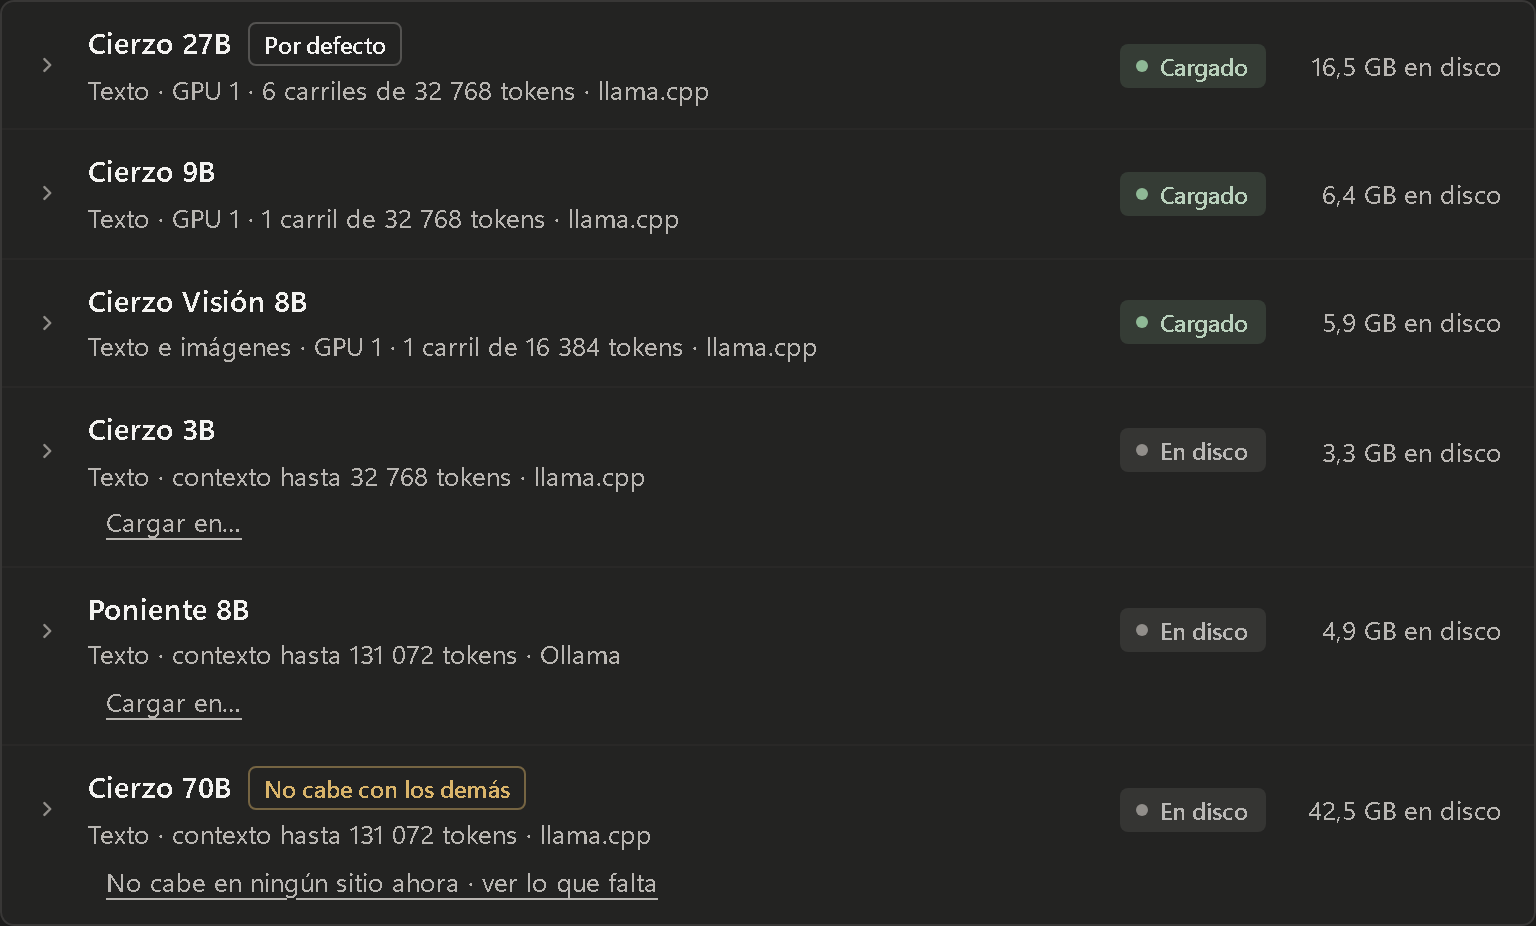 Cierzo 27B Por defecto
Texto · GPU 1 · 6 carriles de 32 768 tokens · llama.cpp
Cargado
16,5 GB en disco
Cierzo 9B
Texto · GPU 1 · 1 carril de 32 768 tokens · llama.cpp
Cargado
6,4 GB en disco
Cierzo Visión 8B
Texto e imágenes · GPU 1 · 1 carril de 16 384 tokens · llama.cpp
Cargado
5,9 GB en disco
Cierzo 3B
Texto · contexto hasta 32 768 tokens · llama.cpp
Cargar en...
En disco
3,3 GB en disco
Poniente 8B
Texto · contexto hasta 131 072 tokens · Ollama
Cargar en...
En disco
4,9 GB en disco
Cierzo 70B No cabe con los demás
Texto · contexto hasta 131 072 tokens · llama.cpp
No cabe en ningún sitio ahora · ver lo que falta
En disco
42,5 GB en disco